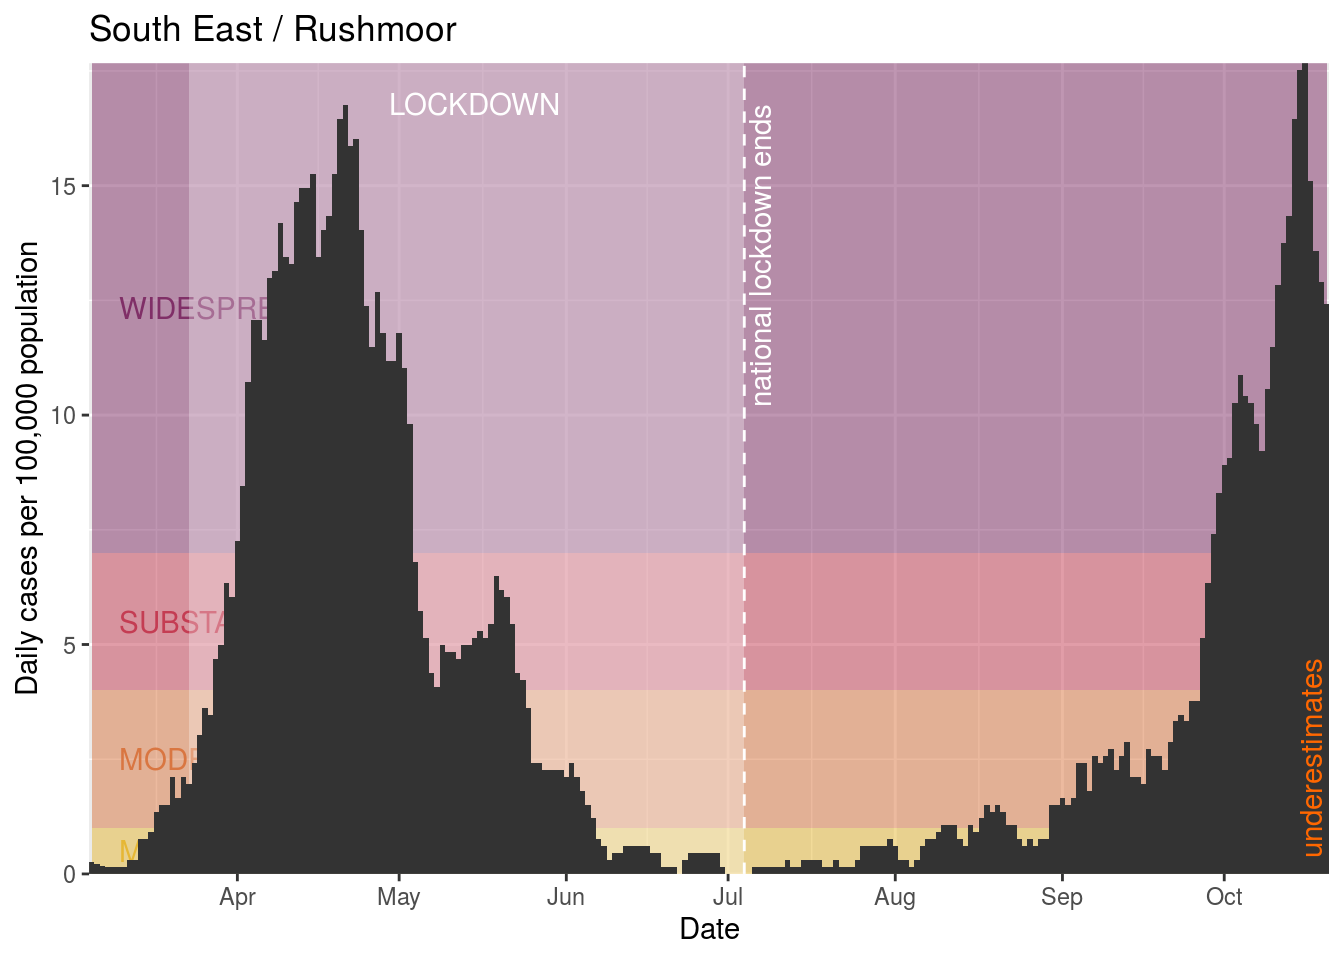 South East / Rushmoor
LOCKDOWN
national lockdown ends
WIDESPRE
SUBSTA
MODE
M
underestimates
Daily cases per 100,000 population
15
10
5
0
Apr May Jun Jul Aug Sep Oct
Date